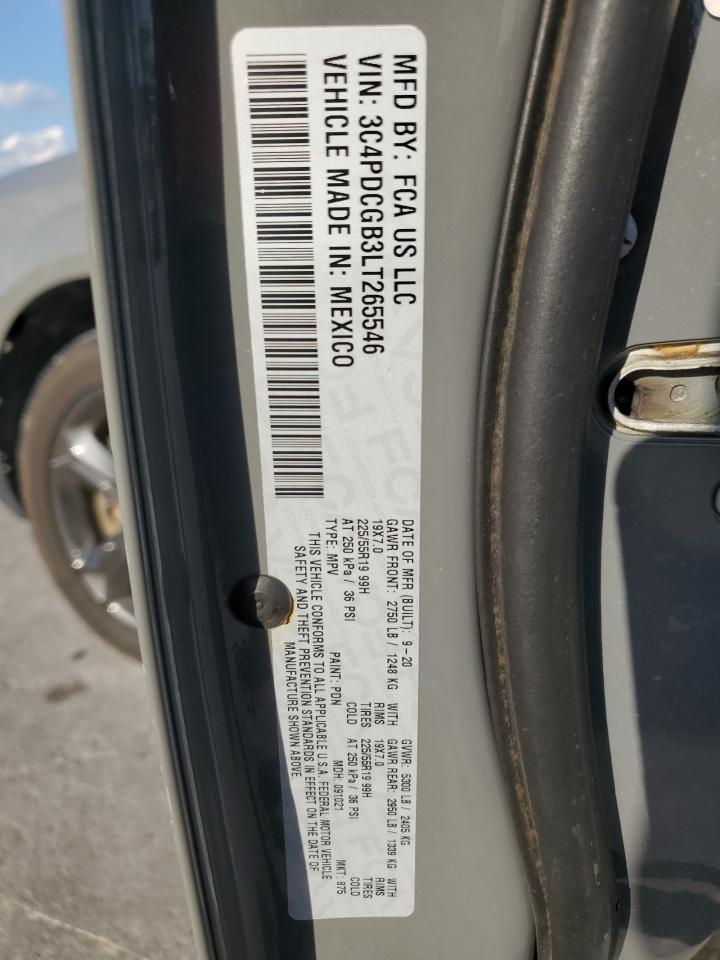 MFD BY: FCA US LLC
VIN: 3C4PDCGB3LT265546
VEHICLE MADE IN: MEXICO
DATE OF MFR (BUILT): 9-20 GVWR: 5300 LB / 2405 KG
GAWR FRONT: 2750 LB / 1248 KG WITH GAWR REAR: 2950 LB / 1339 KG WITH
19X7.0 RIMS 19X7.0 RIMS
225/55R19 99H TIRES 225/55R19 99H TIRES
AT 250 kPa / 36 PSI COLD AT 250 kPa / 36 PSI COLD
TYPE: MPV PAINT: PDN MDH: 091021 MKT: 875
THIS VEHICLE CONFORMS TO ALL APPLICABLE U.S.A. FEDERAL MOTOR VEHICLE
SAFETY AND THEFT PREVENTION STANDARDS IN EFFECT ON THE DATE OF
MANUFACTURE SHOWN ABOVE.